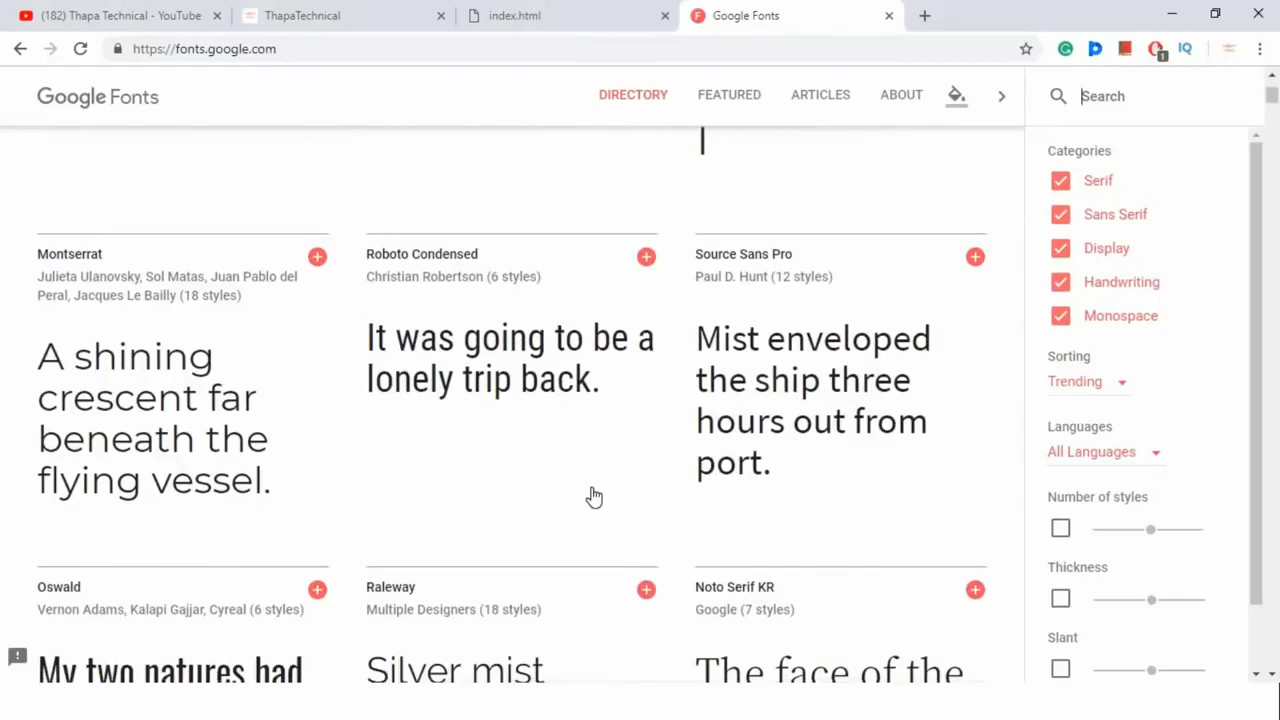 (182) Thapa Technical - YouTube
ThapaTechnical
index.html
F
Google Fonts
https://fonts.google.com
1
IQ
Google Fonts
DIRECTORY
FEATURED
ARTICLES
ABOUT
Search
Montserrat
Julieta Ulanovsky, Sol Matas, Juan Pablo del
Peral, Jacques Le Bailly (18 styles)
A shining
crescent far
beneath the
flying vessel.
Roboto Condensed
Christian Robertson (6 styles)
It was going to be a
lonely trip back.
Source Sans Pro
Paul D. Hunt (12 styles)
Mist enveloped
the ship three
hours out from
port.
Oswald
Vernon Adams, Kalapi Gajjar, Cyreal (6 styles)
My two natures had
Raleway
Multiple Designers (18 styles)
Silver mist
Noto Serif KR
Google (7 styles)
The face of the
Categories
Serif
Sans Serif
Display
Handwriting
Monospace
Sorting
Trending
Languages
All Languages
Number of styles
Thickness
Slant